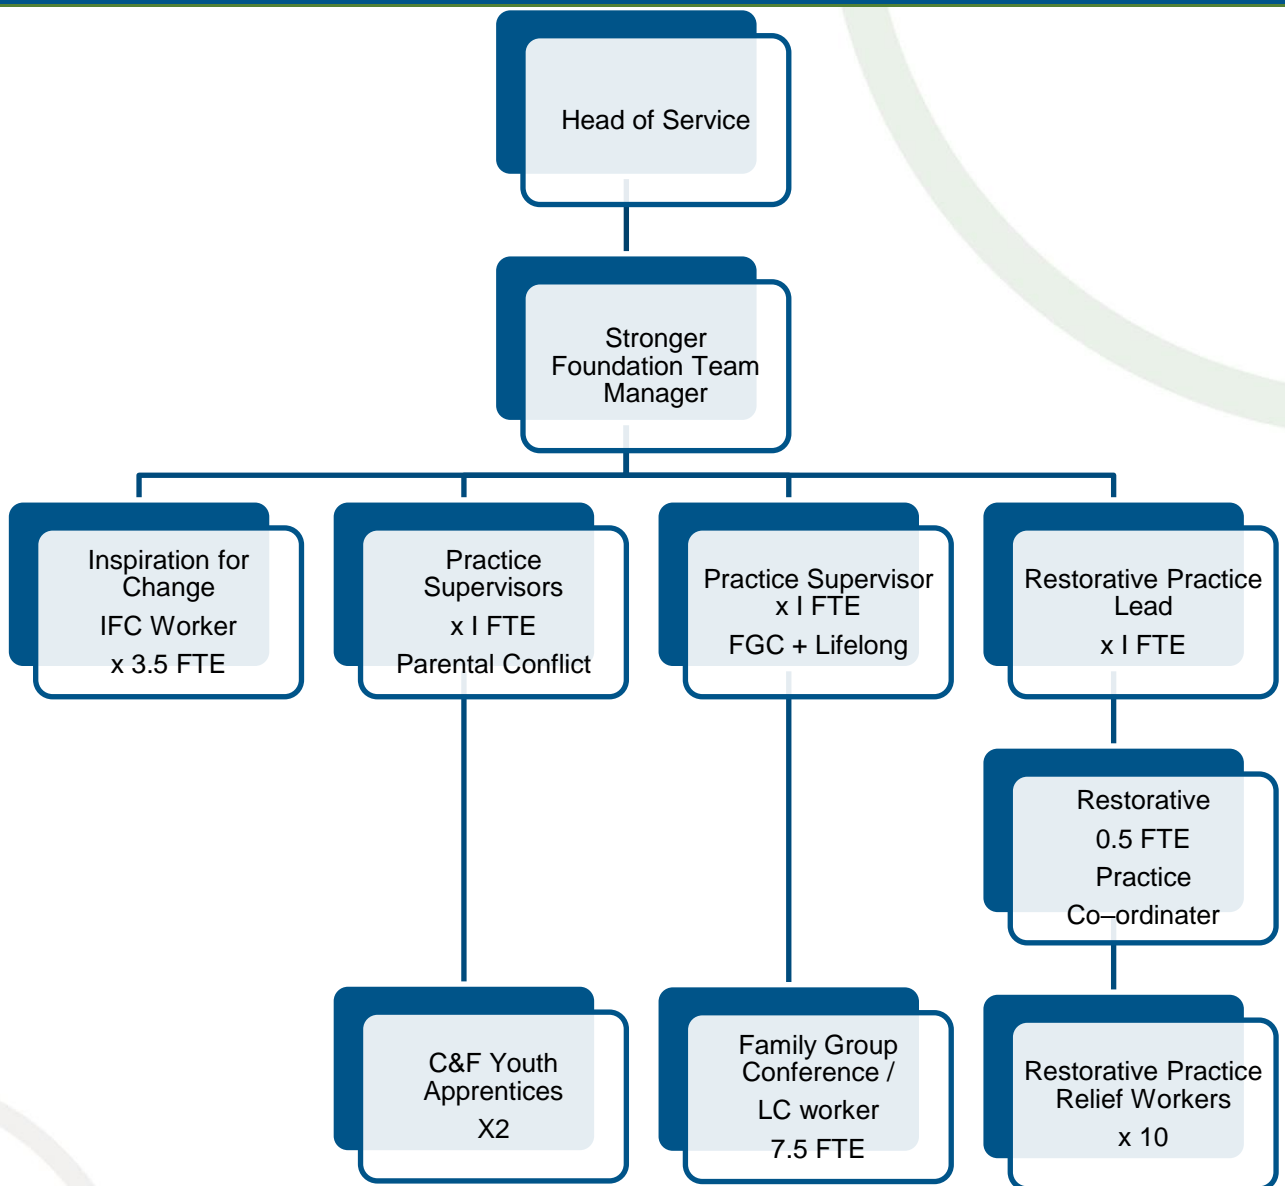 Head of Service
Stronger
Foundation Team
Manager
Inspiration for
Change
IFC Worker
x 3.5 FTE
Practice
Supervisors
x I FTE
Parental Conflict
Practice Supervisor
x I FTE
FGC + Lifelong
Restorative Practice
Lead
x I FTE
Restorative
0.5 FTE
Practice
Co–ordinater
C&F Youth
Apprentices
X2
Family Group
Conference /
LC worker
7.5 FTE
Restorative Practice
Relief Workers
x 10